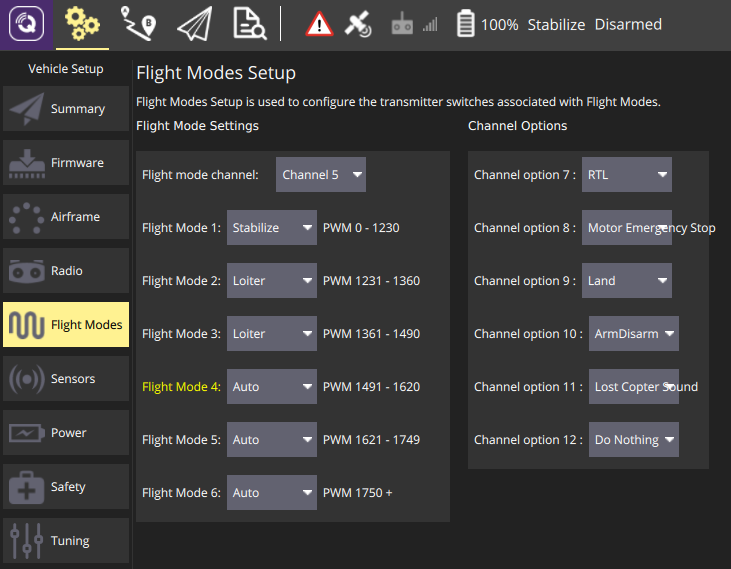 100% Stabilize Disarmed
Vehicle Setup
Summary
Firmware
Airframe
Radio
Flight Modes
Sensors
Power
Safety
Tuning
Flight Modes Setup
Flight Modes Setup is used to configure the transmitter switches associated with Flight Modes.
Flight Mode Settings
Flight mode channel: Channel 5
Flight Mode 1: Stabilize PWM 0 - 1230
Flight Mode 2: Loiter PWM 1231 - 1360
Flight Mode 3: Loiter PWM 1361 - 1490
Flight Mode 4: Auto PWM 1491 - 1620
Flight Mode 5: Auto PWM 1621 - 1749
Flight Mode 6: Auto PWM 1750 +
Channel Options
Channel option 7 : RTL
Channel option 8 : Motor Emergency Stop
Channel option 9 : Land
Channel option 10 : ArmDisarm
Channel option 11 : Lost Copter Sound
Channel option 12 : Do Nothing